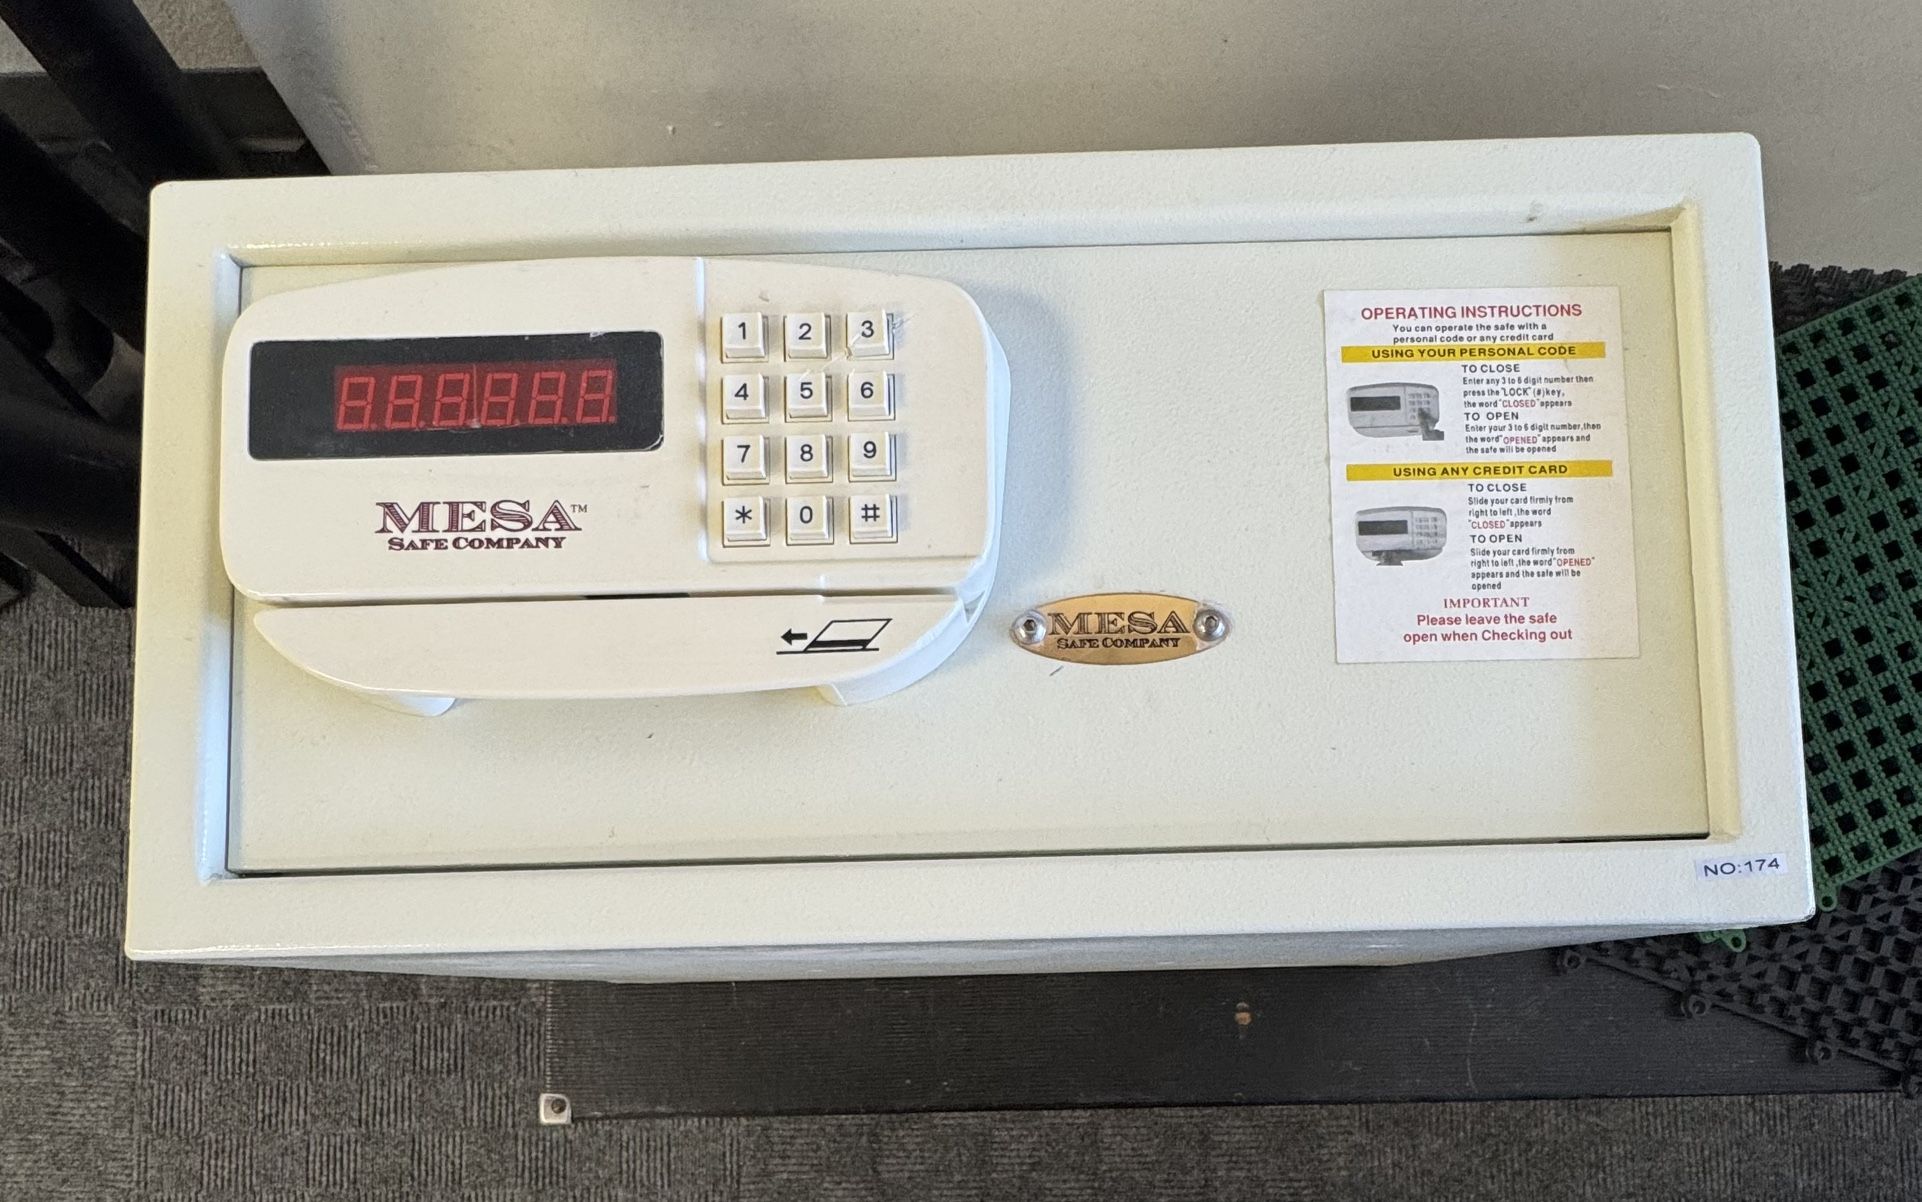 8.8.8.8.8.8.
MESA™
SAFE COMPANY
1 2 3
4 5 6
7 8 9
* 0 #
MESA
SAFE COMPANY
OPERATING INSTRUCTIONS
You can operate the safe with a
personal code or any credit card
USING YOUR PERSONAL CODE
TO CLOSE
Enter any 3 to 6 digit number then
press the "LOCK" (#) key,
the word "CLOSED" appears
TO OPEN
Enter your 3 to 6 digit number,then
the word "OPENED" appears and
the safe will be opened
USING ANY CREDIT CARD
TO CLOSE
Slide your card firmly from
right to left ,the word
"CLOSED" appears
TO OPEN
Slide your card firmly from
right to left ,the word "OPENED"
appears and the safe will be
opened
IMPORTANT
Please leave the safe
open when Checking out
NO:174